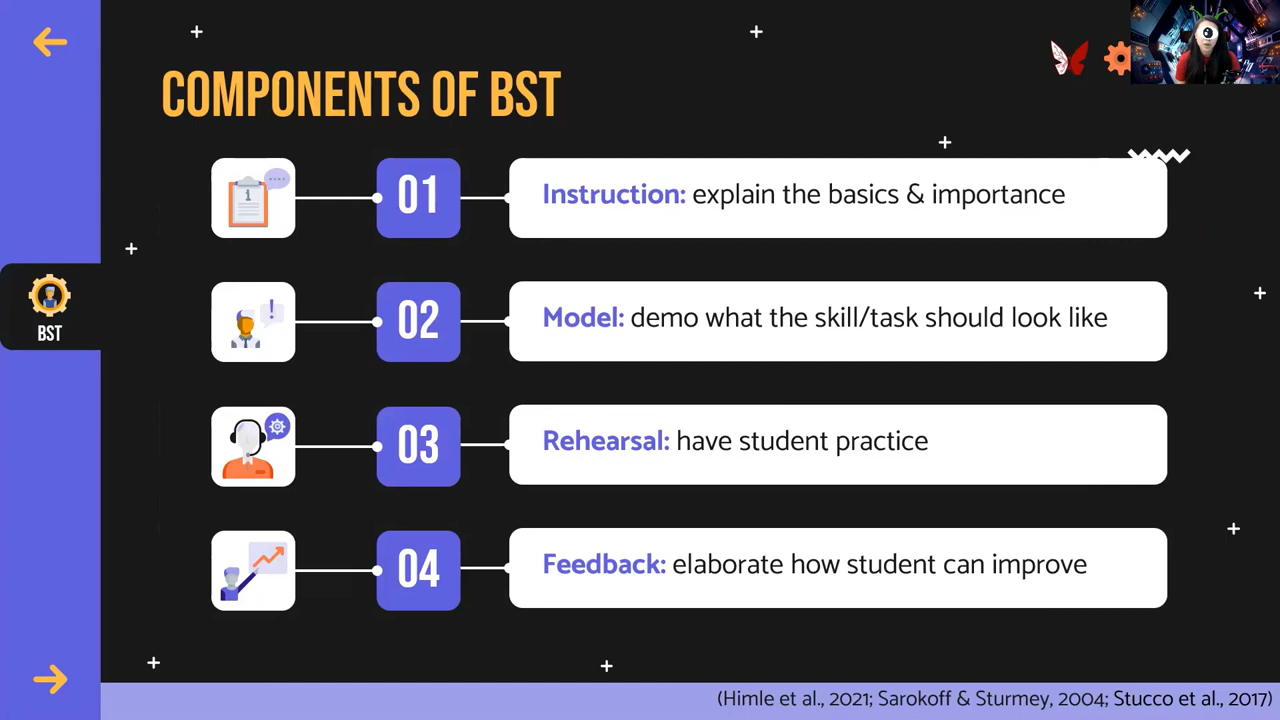 COMPONENTS OF BST
01
Instruction: explain the basics & importance
02
Model: demo what the skill/task should look like
BST
03
Rehearsal: have student practice
04
Feedback: elaborate how student can improve
(Himle et al., 2021; Sarokoff & Sturmey, 2004; Stucco et al., 2017)